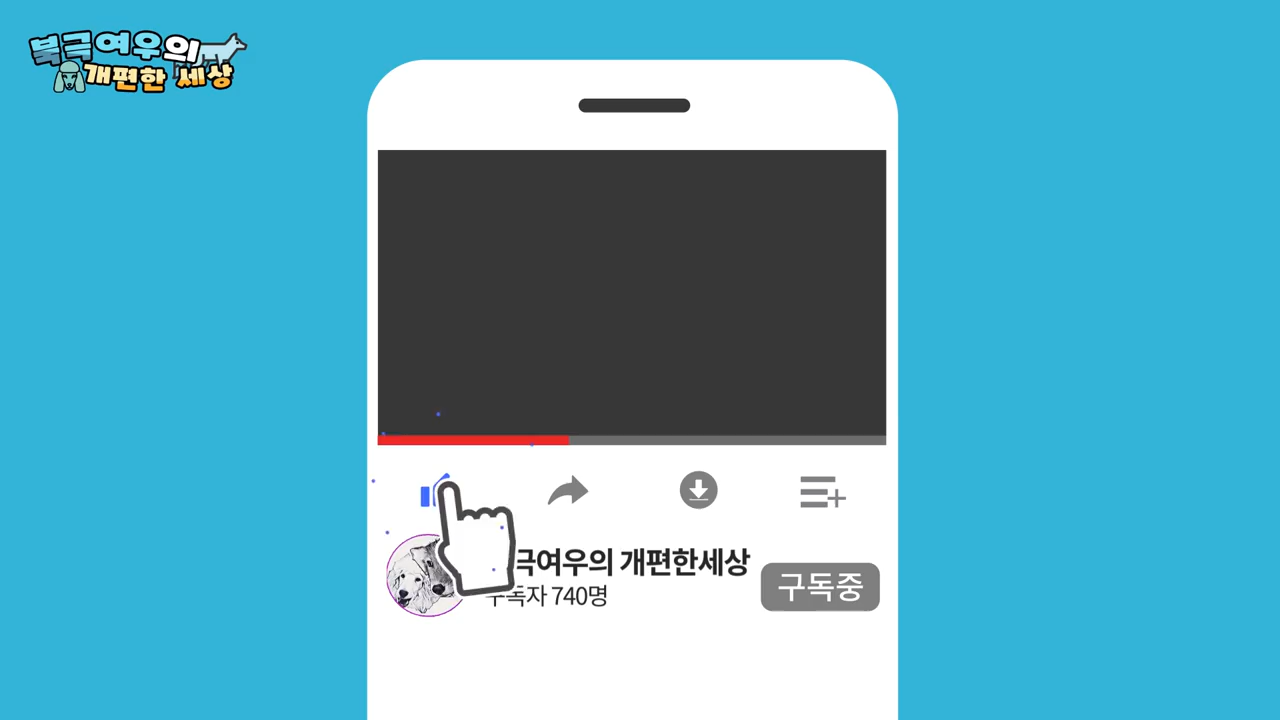 북극여우의
개편한 세상
극여우의 개편한세상
구독자 740명
구독중